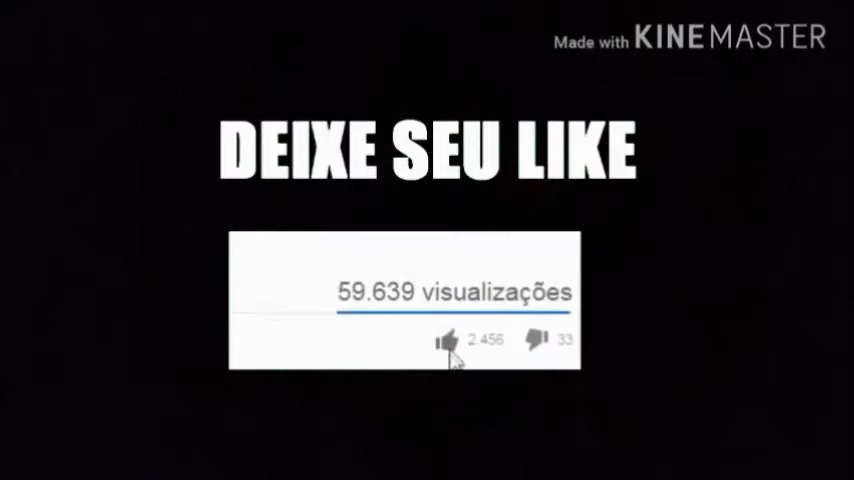 Made with KINEMASTER
DEIXE SEU LIKE
59.639 visualizações
2.456 33